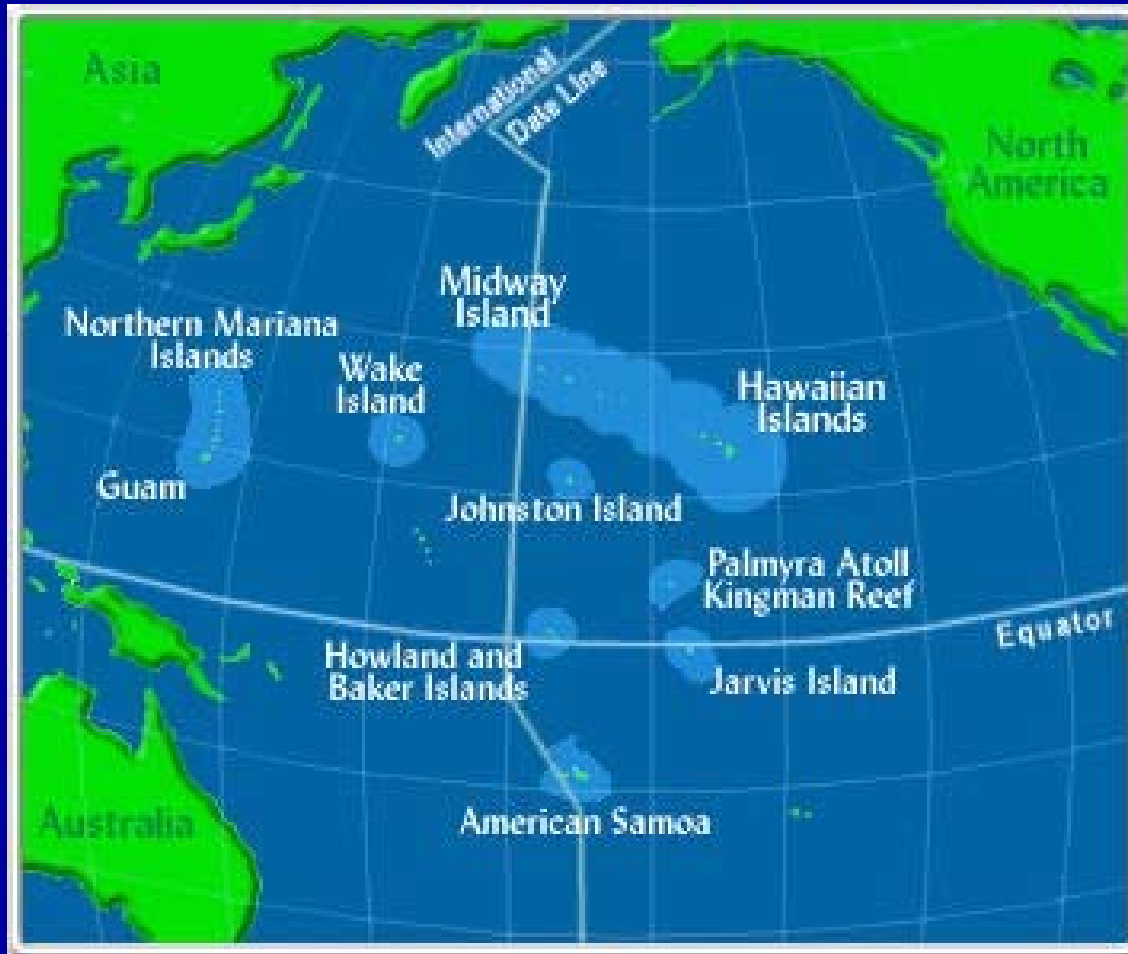 Asia
International
Date Line
North
America
Midway
Island
Northern Mariana
Islands
Wake
Island
Hawaiian
Islands
Guam
Johnston Island
Palmyra Atoll
Kingman Reef
Equator
Howland and
Baker Islands
Jarvis Island
American Samoa
Australia